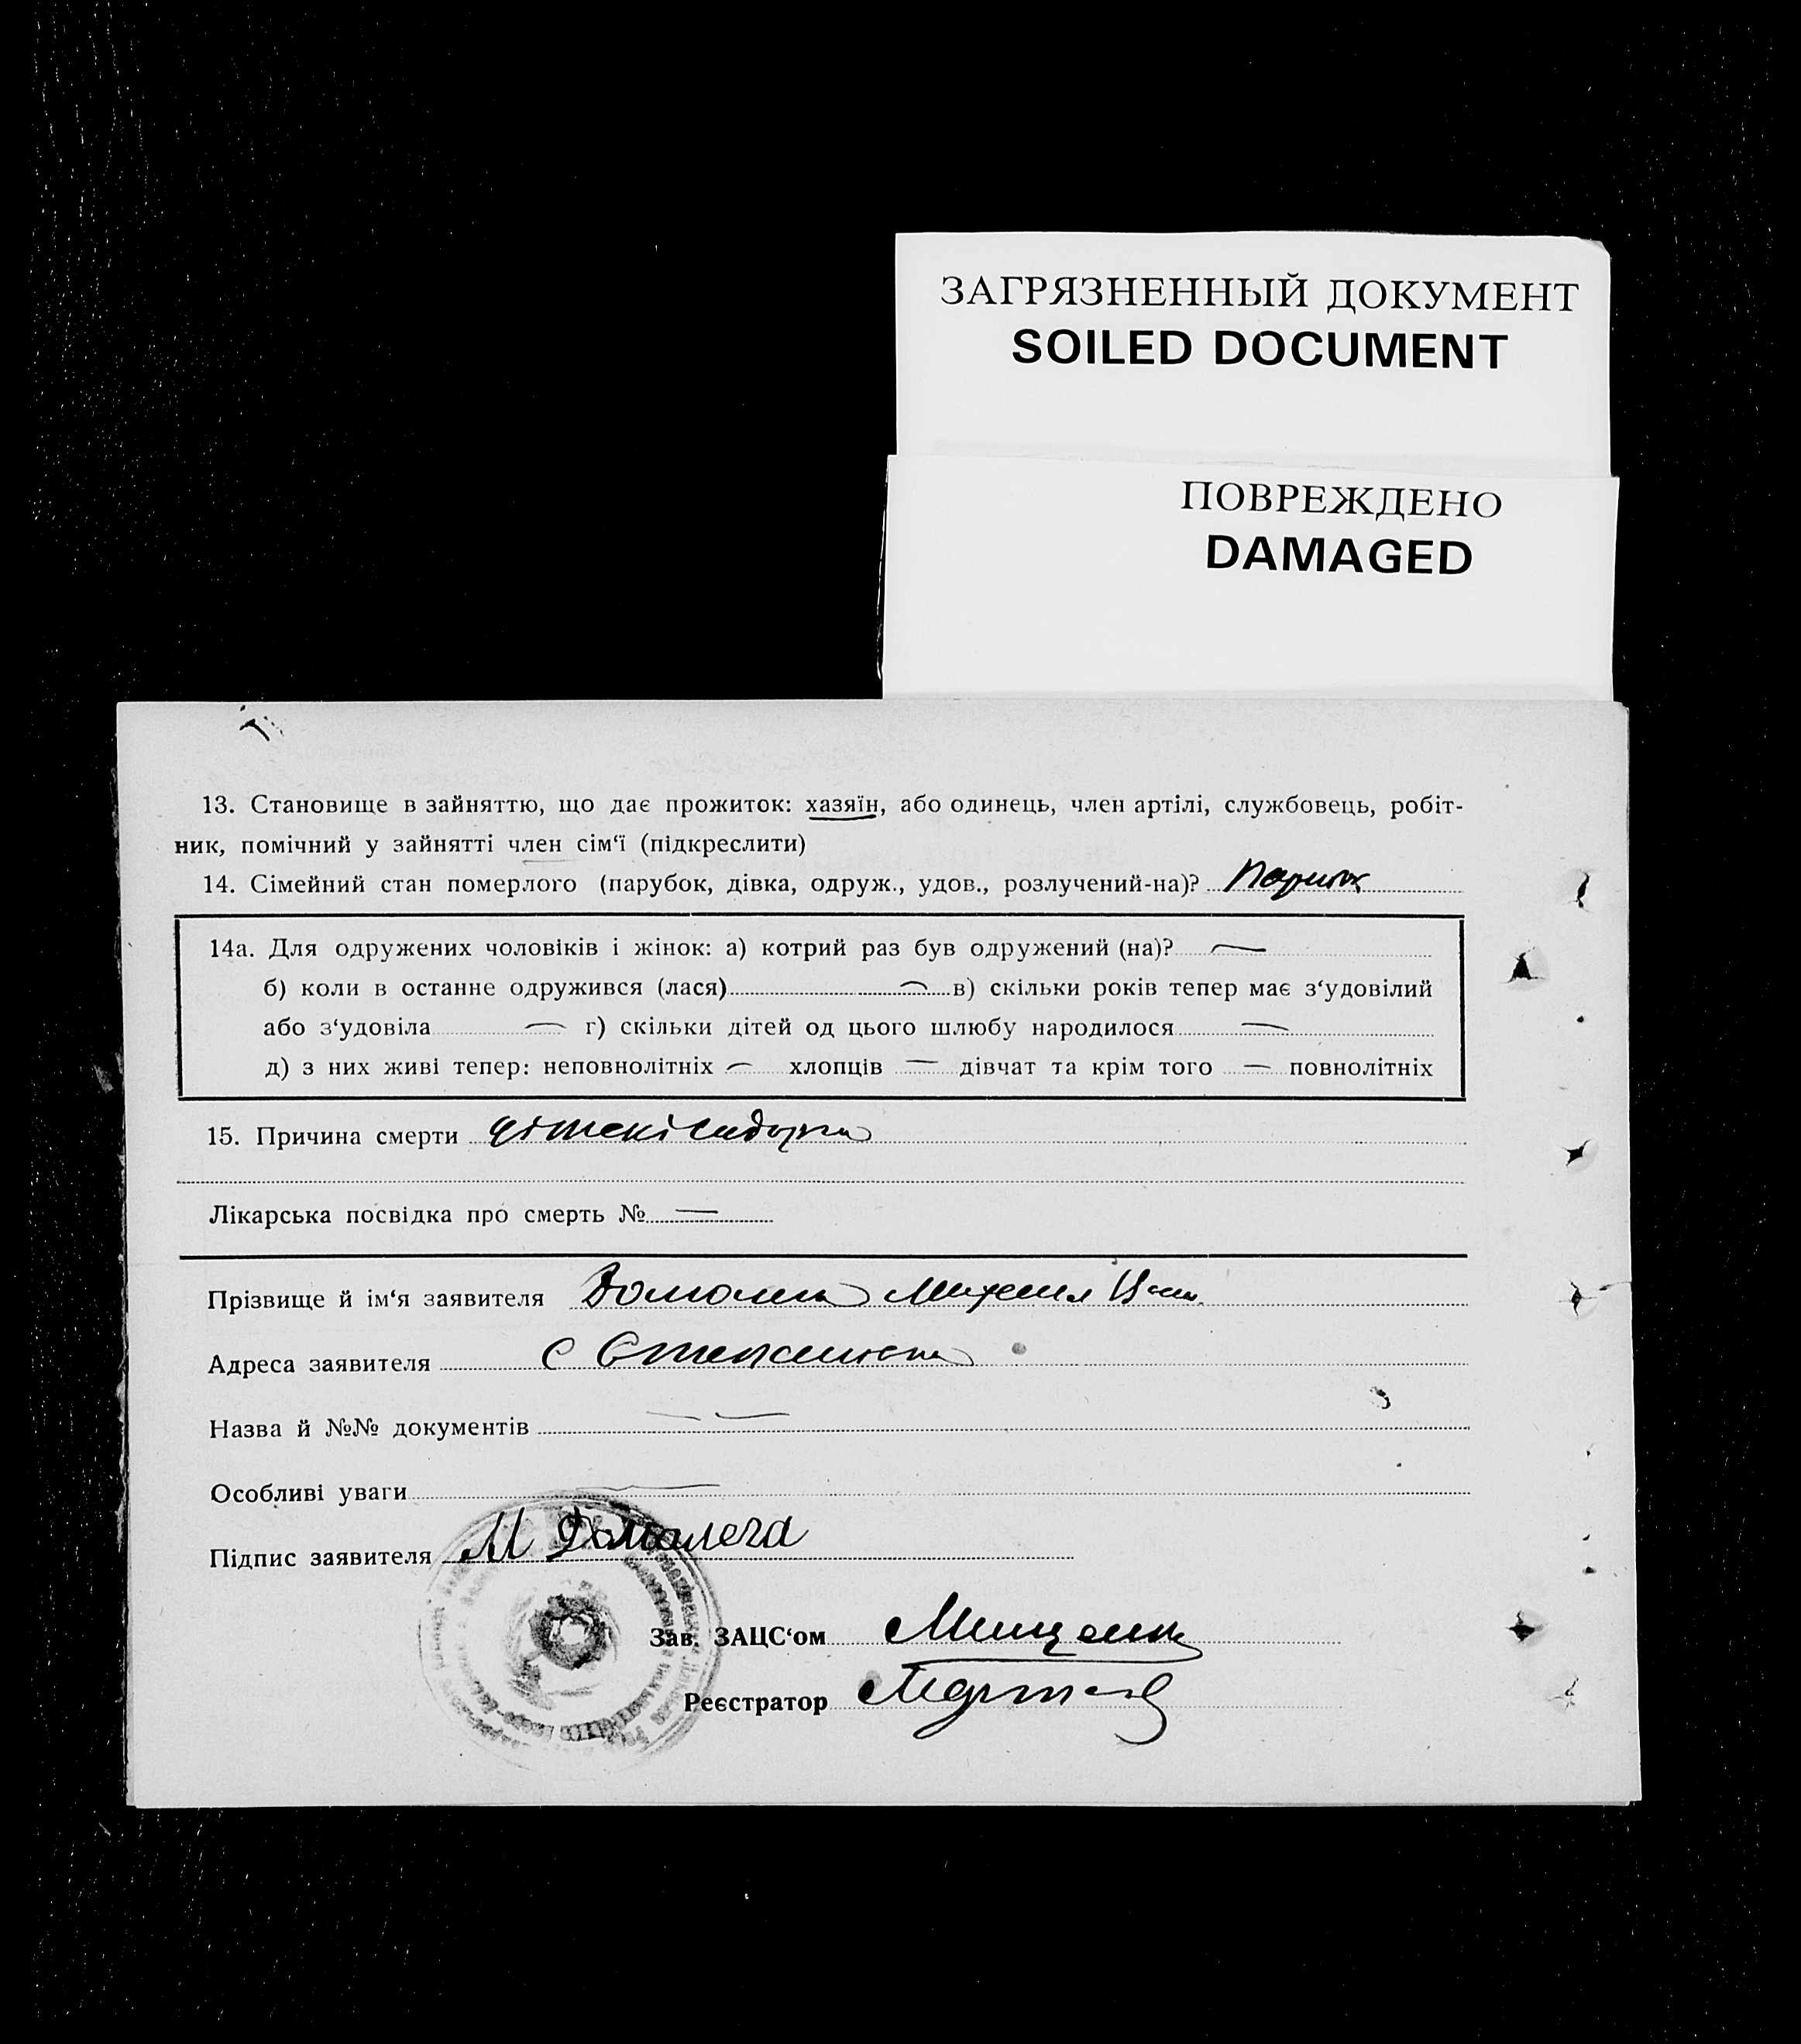 ЗАГРЯЗНЕННЫЙ ДОКУМЕНТ
SOILED DOCUMENT
ПОВРЕЖДЕНО
DAMAGED
13. Становище в зайняттю, що дає прожиток: хазяїн, або одинець, член артілі, службовець, робіт-
ник, помічний у зайнятті член сім‘ї (підкреслити)
14. Сімейний стан померлого (парубок, дівка, одруж., удов., розлучений-на)?
14а. Для одружених чоловіків і жінок: а) котрий раз був одружений (на)? —
б) коли в останне одружився (лася) — в) скільки років тепер має з‘удовілий
або з‘удовіла — г) скільки дітей од цього шлюбу народилося —
д) з них живі тепер: неповнолітніх — хлопців — дівчат та крім того — повнолітніх
15. Причина смерти
Лікарська посвідка про смерть № —
Прізвище й ім‘я заявителя Михаил
Адреса заявителя с
Назва й №№ документів — —
Особливі уваги —
Підпис заявителя М Домалега
Зав. ЗАЦС‘ом Мищенко
Реєстратор